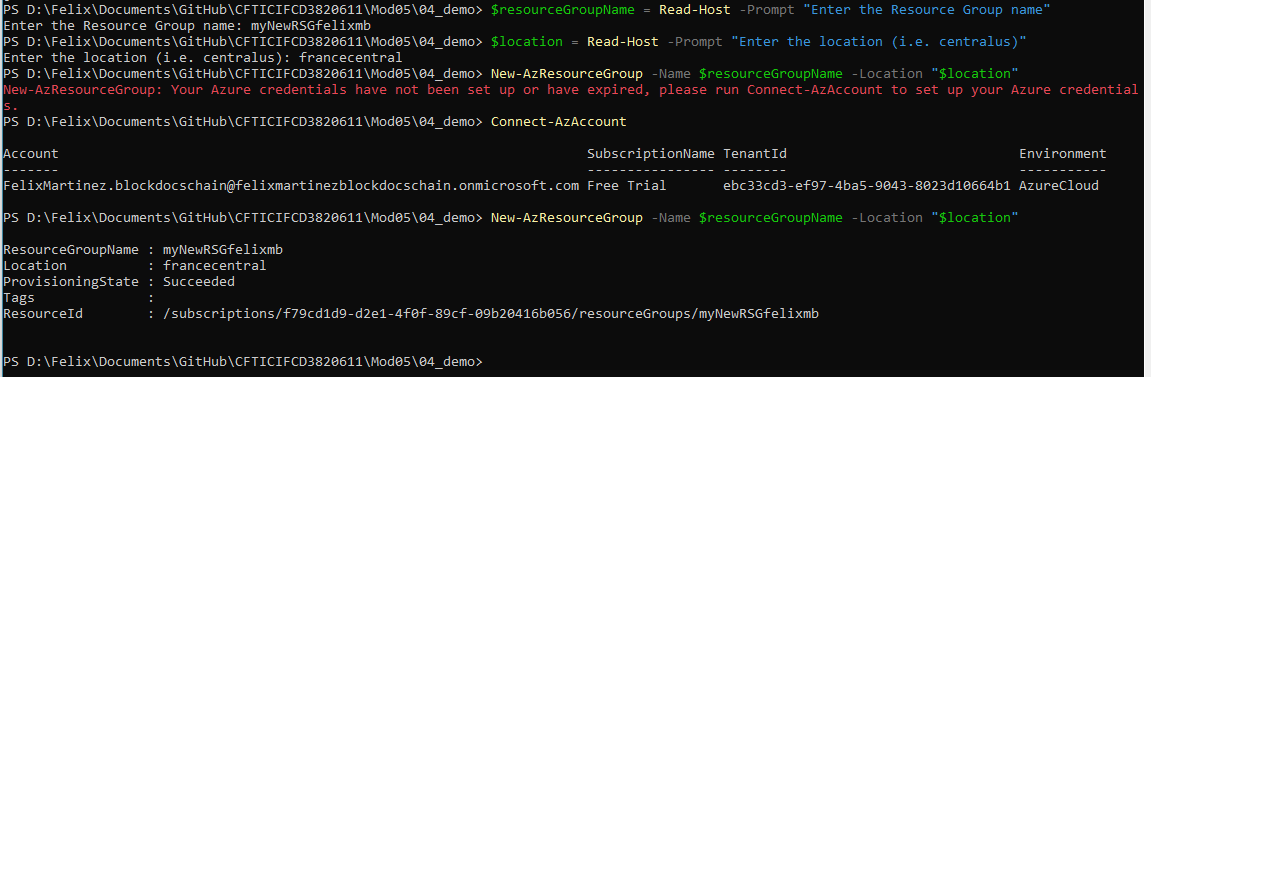 PS D:\Felix\Documents\GitHub\CFTICIFCD3820611\Mod05\04_demo> $resourceGroupName = Read-Host -Prompt "Enter the Resource Group name"
Enter the Resource Group name: myNewRSGfelixmb
PS D:\Felix\Documents\GitHub\CFTICIFCD3820611\Mod05\04_demo> $location = Read-Host -Prompt "Enter the location (i.e. centralus)"
Enter the location (i.e. centralus): francecentral
PS D:\Felix\Documents\GitHub\CFTICIFCD3820611\Mod05\04_demo> New-AzResourceGroup -Name $resourceGroupName -Location "$location"
New-AzResourceGroup: Your Azure credentials have not been set up or have expired, please run Connect-AzAccount to set up your Azure credential
s.
PS D:\Felix\Documents\GitHub\CFTICIFCD3820611\Mod05\04_demo> Connect-AzAccount
Account SubscriptionName TenantId Environment
------- ---------------- -------- -----------
FelixMartinez.blockdocschain@felixmartinezblockdocschain.onmicrosoft.com Free Trial ebc33cd3-ef97-4ba5-9043-8023d10664b1 AzureCloud
PS D:\Felix\Documents\GitHub\CFTICIFCD3820611\Mod05\04_demo> New-AzResourceGroup -Name $resourceGroupName -Location "$location"
ResourceGroupName : myNewRSGfelixmb
Location : francecentral
ProvisioningState : Succeeded
Tags :
ResourceId : /subscriptions/f79cd1d9-d2e1-4f0f-89cf-09b20416b056/resourceGroups/myNewRSGfelixmb
PS D:\Felix\Documents\GitHub\CFTICIFCD3820611\Mod05\04_demo>